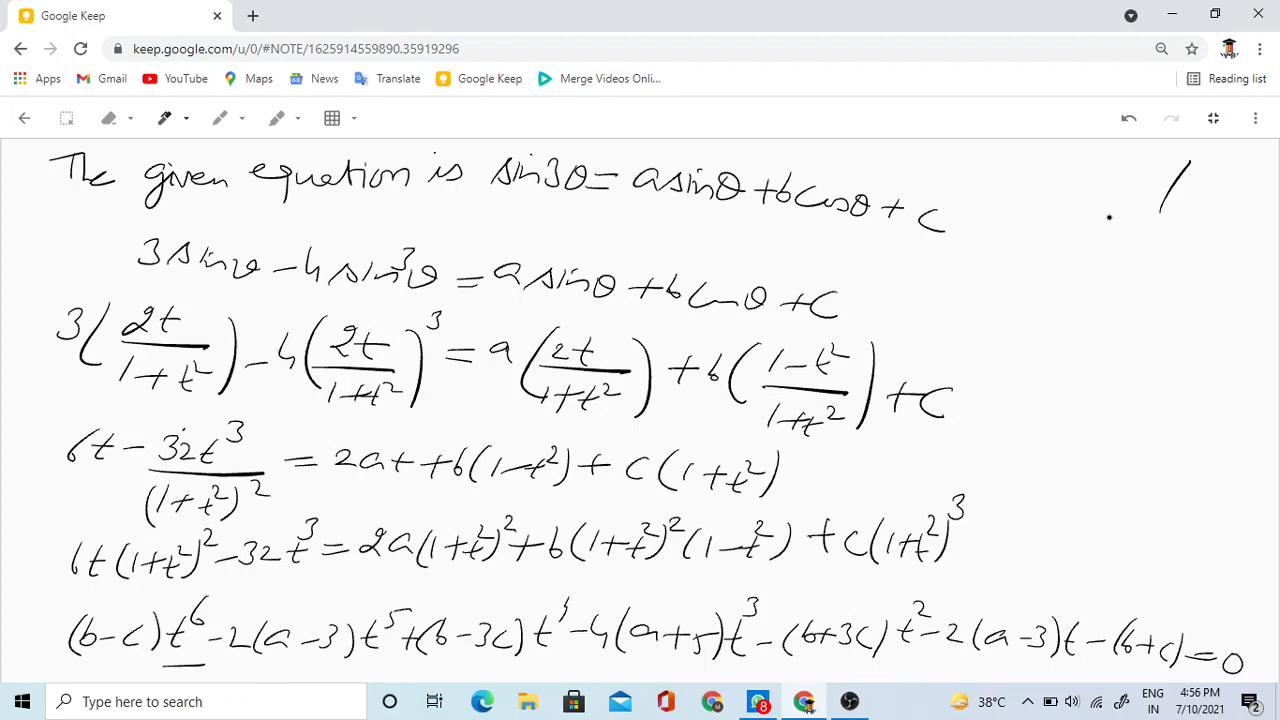 Google Keep
keep.google.com/u/0/#NOTE/1625914559890.35919296
Apps Gmail YouTube Maps News Translate Google Keep Merge Videos Onli... Reading list
The given equation is sin3θ = a sinθ + b cosθ + c
3 sinθ - 4 sin³θ = a sinθ + b cosθ + c
3(2t/1+t²) - 4(2t/1+t²)³ = a(2t/1+t²) + b(1-t²/1+t²) + c
6t - 32t³/(1+t²)² = 2at + b(1-t²) + c(1+t²)
6t(1+t²)² - 32t³ = 2a(1+t²)² + b(1+t²)²(1-t²) + c(1+t²)³
(b-c)t⁶ - 2(a-3)t⁵ + (b-3c)t⁴ - 4(a+5)t³ - (b+3c)t² - 2(a-3)t - (b+c) = 0
Type here to search
8
38°C
ENG
IN
4:56 PM
7/10/2021
2